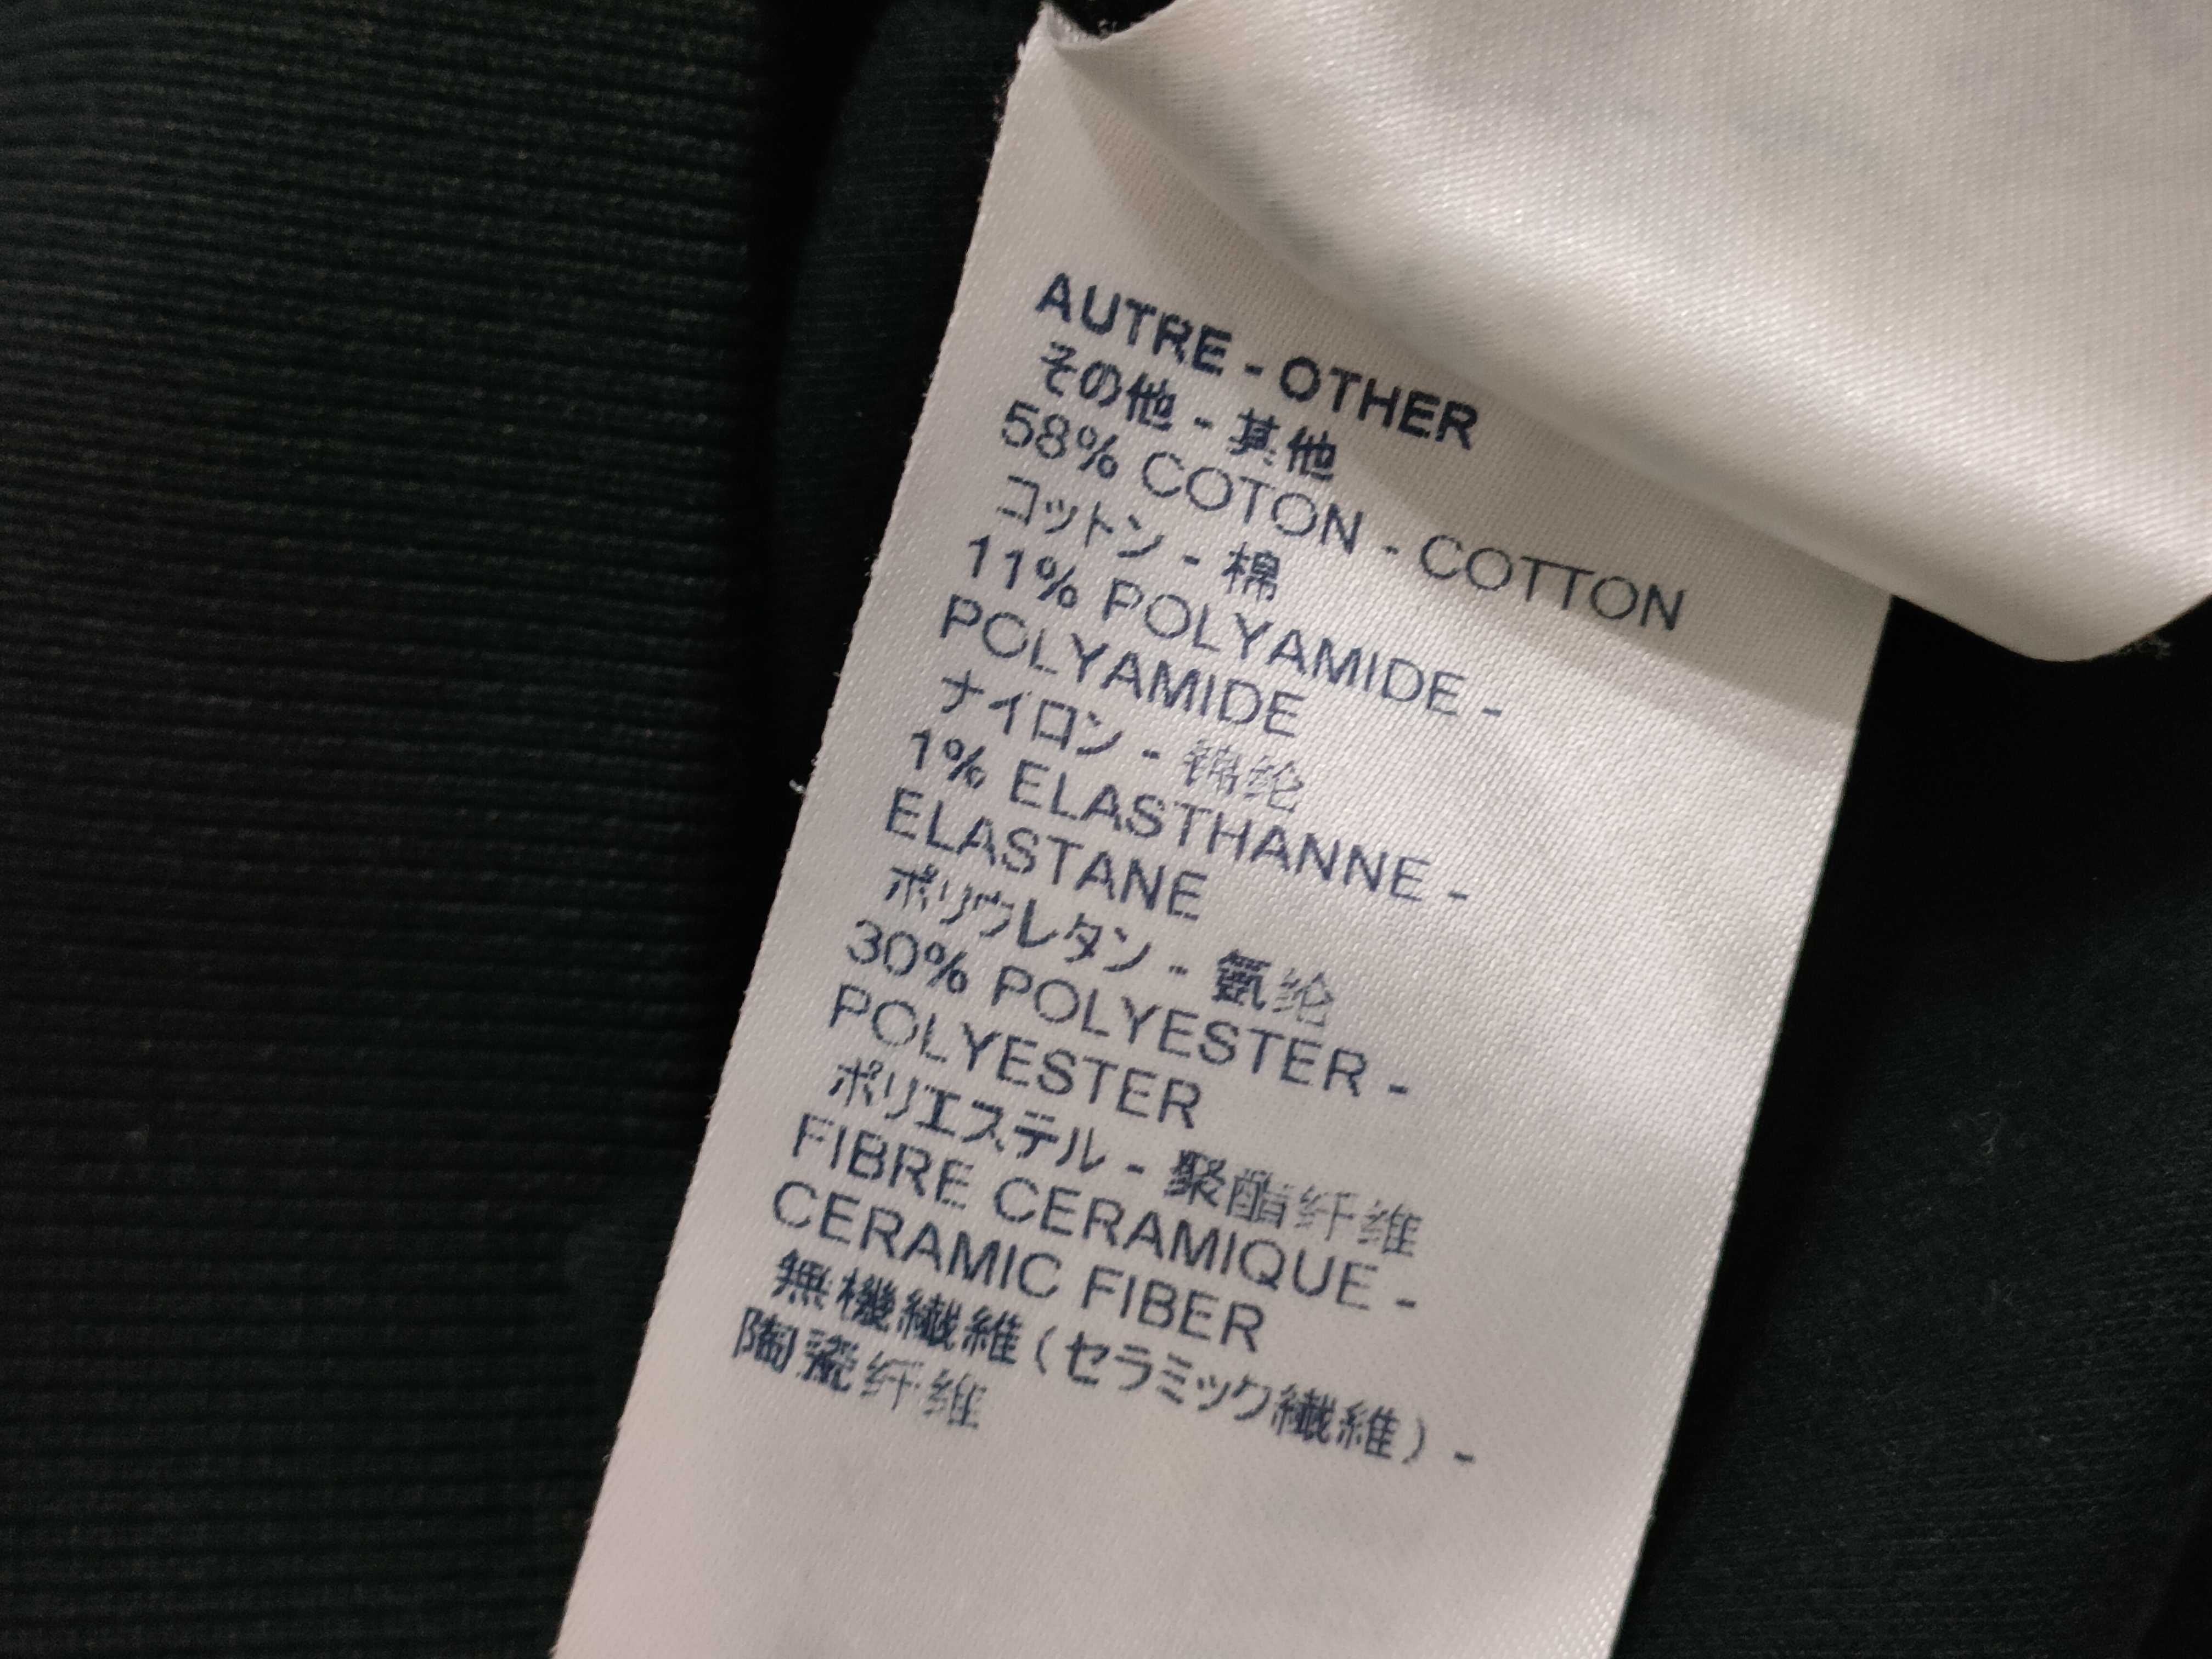 AUTRE - OTHER
その他 - 其他
58% COTON - COTTON
コットン - 棉
11% POLYAMIDE -
POLYAMIDE
ナイロン - 锦纶
1% ELASTHANNE -
ELASTANE
ポリウレタン - 氨纶
30% POLYESTER -
POLYESTER
ポリエステル - 聚酯纤维
FIBRE CERAMIQUE -
CERAMIC FIBER
無機繊維 (セラミック繊維) -
陶瓷纤维